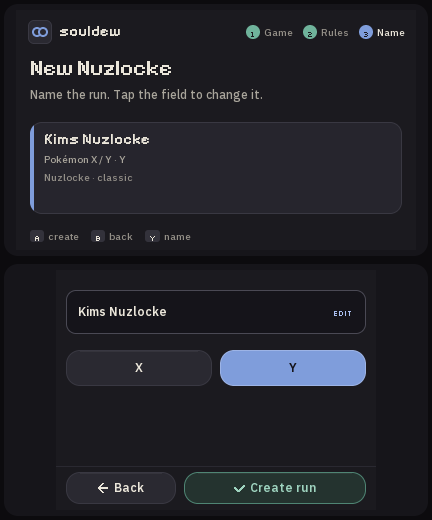 souldew
1 Game 2 Rules 3 Name
New Nuzlocke
Name the run. Tap the field to change it.
Kims Nuzlocke
Pokémon X / Y · Y
Nuzlocke · classic
A create B back Y name
Kims Nuzlocke EDIT
X Y
Back Create run